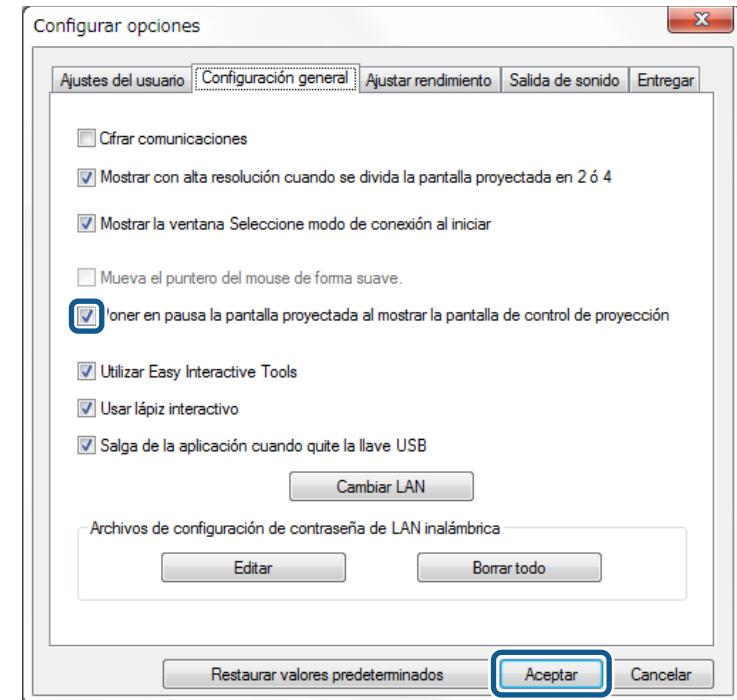 Configurar opciones
Ajustes del usuario Configuración general Ajustar rendimiento Salida de sonido Entregar
Cifrar comunicaciones
Mostrar con alta resolución cuando se divida la pantalla proyectada en 2 ó 4
Mostrar la ventana Seleccione modo de conexión al iniciar
Mueva el puntero del mouse de forma suave.
Poner en pausa la pantalla proyectada al mostrar la pantalla de control de proyección
Utilizar Easy Interactive Tools
Usar lápiz interactivo
Salga de la aplicación cuando quite la llave USB
Cambiar LAN
Archivos de configuración de contraseña de LAN inalámbrica
Editar Borrar todo
Restaurar valores predeterminados Aceptar Cancelar